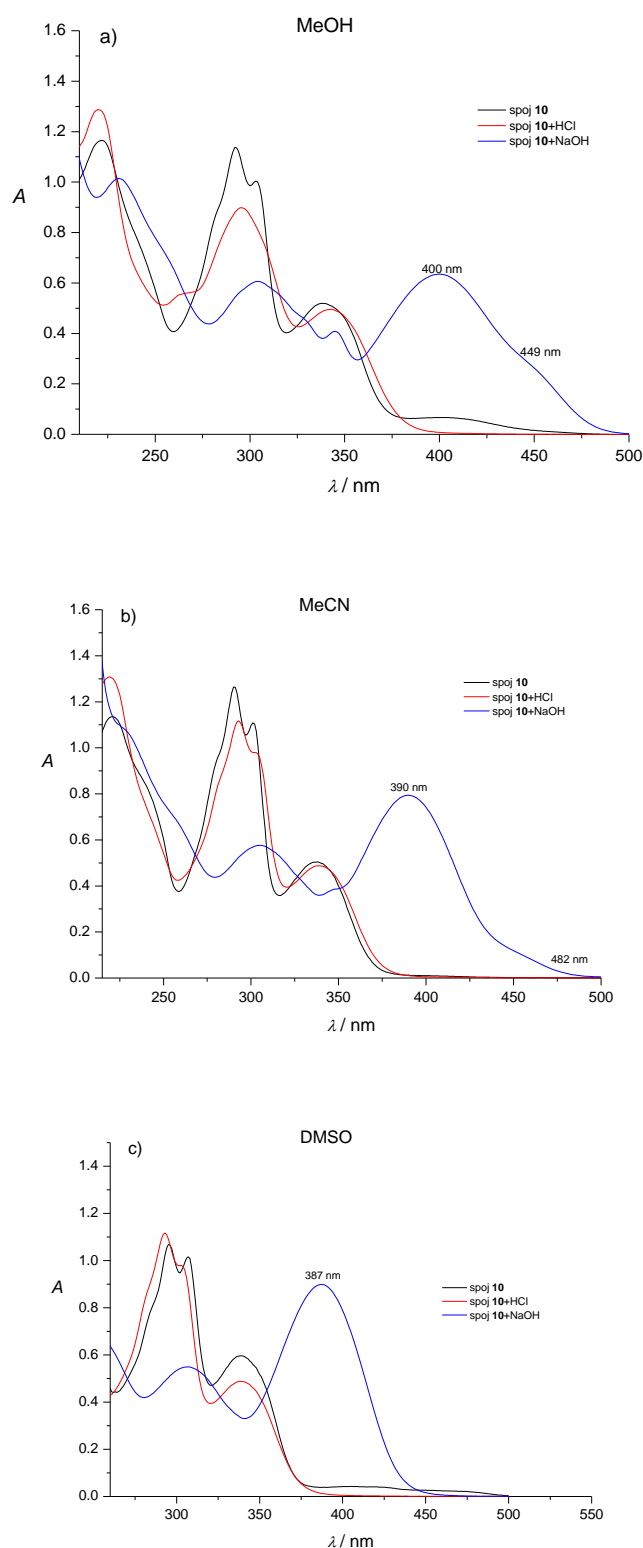 MeOH
a)
1.6
1.4
1.2
1.0
0.8
0.6
0.4
0.2
0.0
A
spoj 10
spoj 10+HCl
spoj 10+NaOH
400 nm
449 nm
250 300 350 400 450 500
λ / nm
MeCN
b)
1.6
1.4
1.2
1.0
0.8
0.6
0.4
0.2
0.0
A
spoj 10
spoj 10+HCl
spoj 10+NaOH
390 nm
482 nm
250 300 350 400 450 500
λ / nm
DMSO
c)
1.4
1.2
1.0
0.8
0.6
0.4
0.2
0.0
A
387 nm
spoj 10
spoj 10+HCl
spoj 10+NaOH
300 350 400 450 500 550
λ / nm